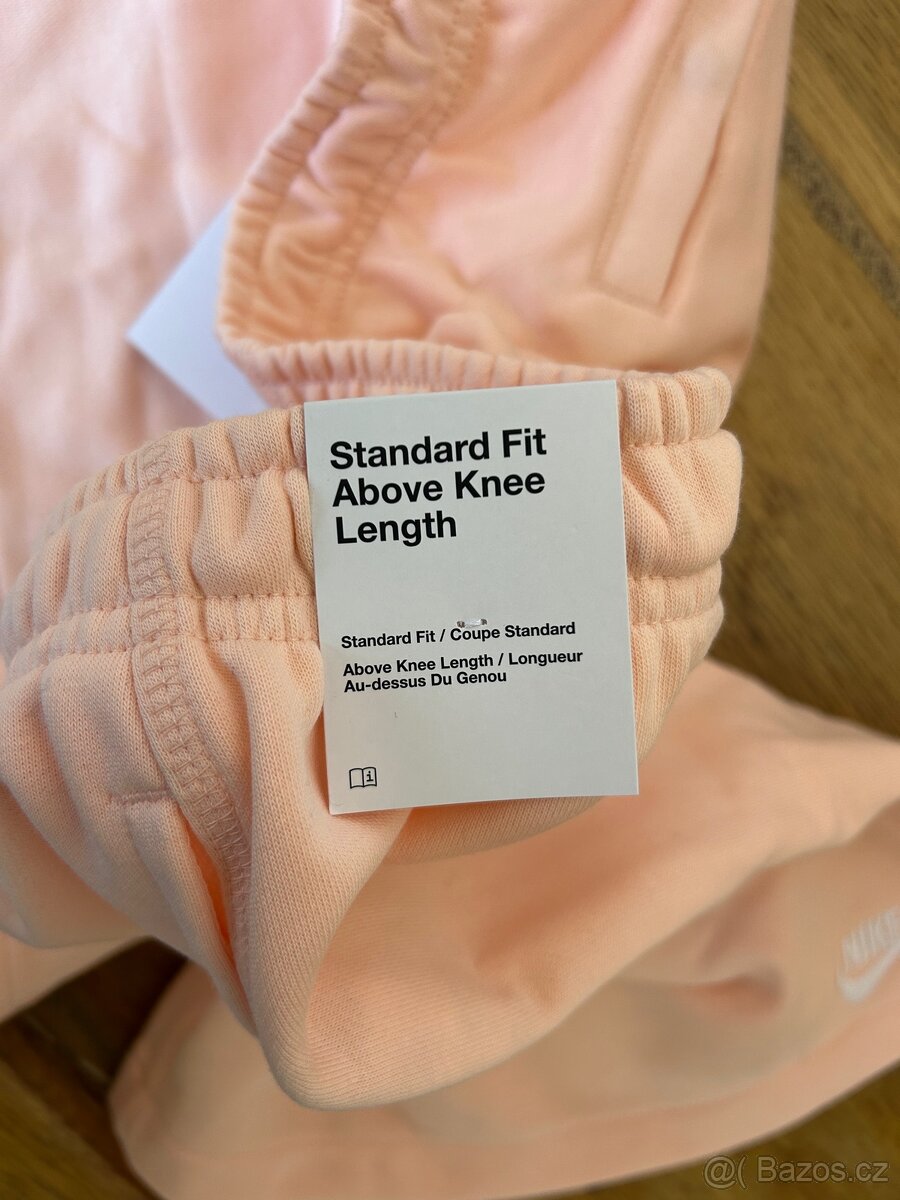 Standard Fit
Above Knee
Length
Standard Fit / Coupe Standard
Above Knee Length / Longueur
Au-dessus Du Genou
i
NIKE
@( Bazos.cz